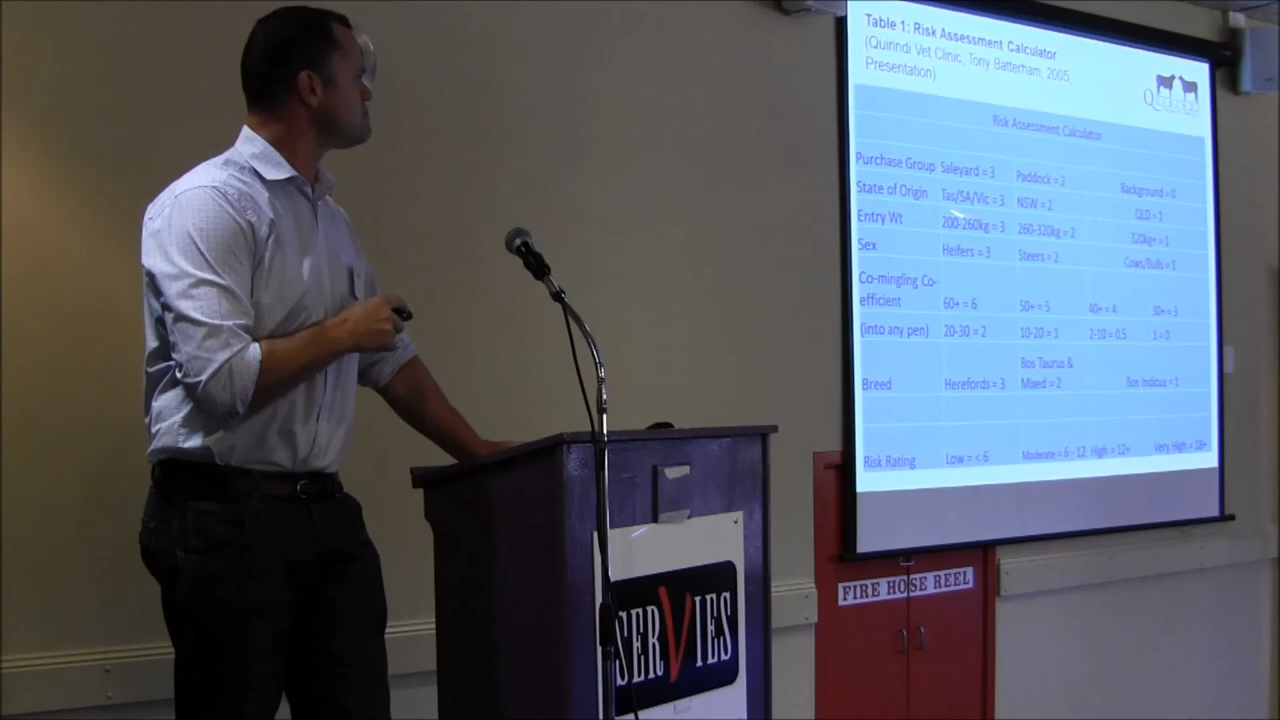 Table 1: Risk Assessment Calculator
(Quirindi Vet Clinic, Tony Batterham, 2005,
Presentation)
Risk Assessment Calculator
Purchase Group Saleyard = 3 Paddock = 2 Background = 0
State of Origin Tas/SA/Vic = 3 NSW = 2 QLD = 1
Entry Wt 200-260kg = 3 260-320kg = 2 320kg+ = 1
Sex Heifers = 3 Steers = 2 Cows/Bulls = 1
Co-mingling Co-
efficient 60+ = 6 50+ = 5 40+ = 4 30+ = 3
(into any pen) 20-30 = 2 10-20 = 1 2-10 = 0.5 1 = 0
Bos Taurus &
Breed Herefords = 3 Mixed = 2 Bos Indicus = 1
Risk Rating Low = < 6 Moderate = 6 - 12 High = 12+ Very High = 18+
FIRE HOSE REEL
SERVIES